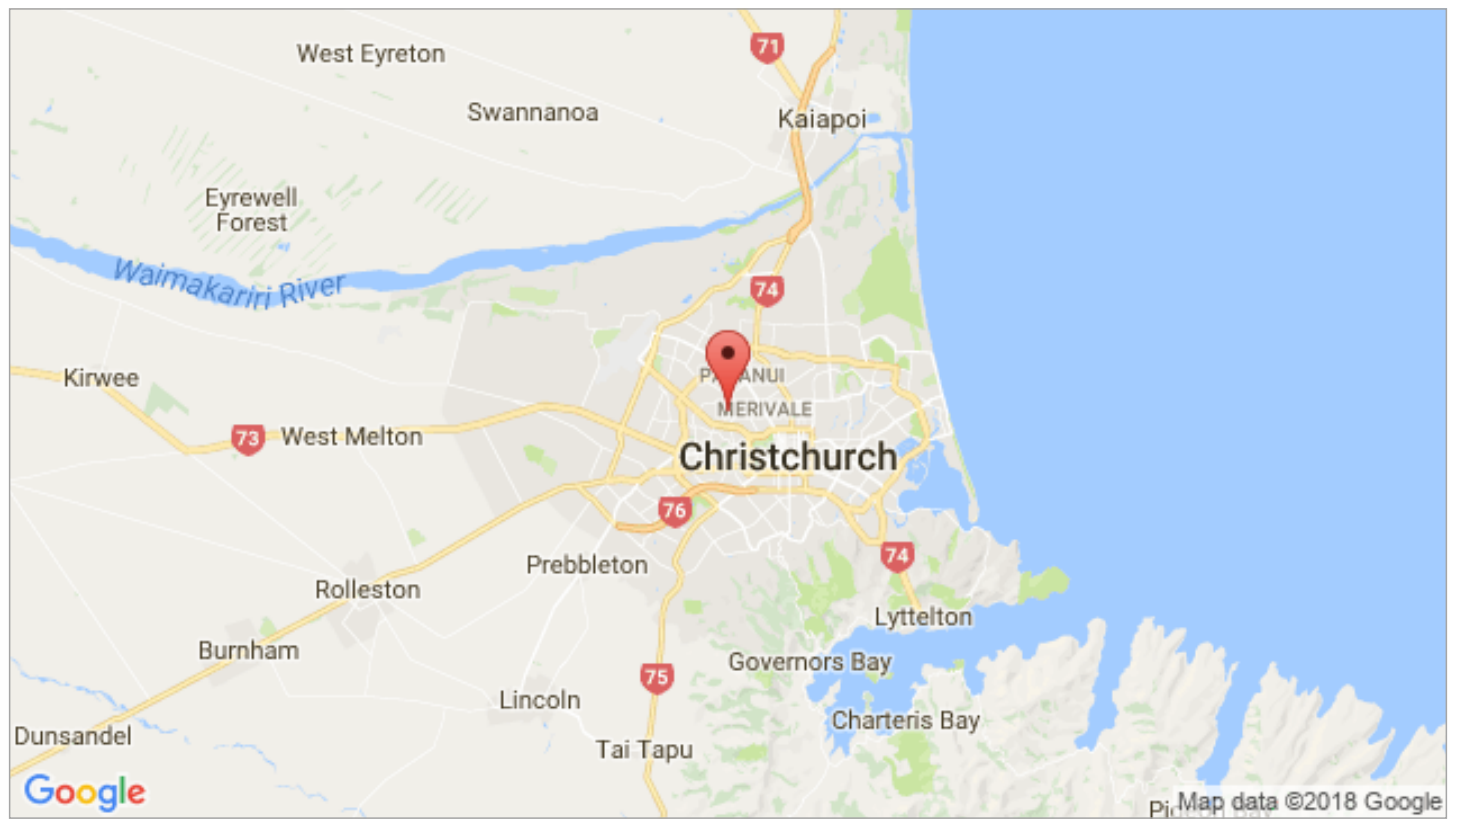 West Eyreton
71
Swannanoa
Kaiapoi
Eyrewell
Forest
Waimakariri River
74
Kirwee
MERIVALE
73
West Melton
Christchurch
76
74
Prebbleton
Rolleston
Lyttelton
Burnham
Governors Bay
75
Lincoln
Charteris Bay
Dunsandel
Tai Tapu
Google
Map data ©2018 Google